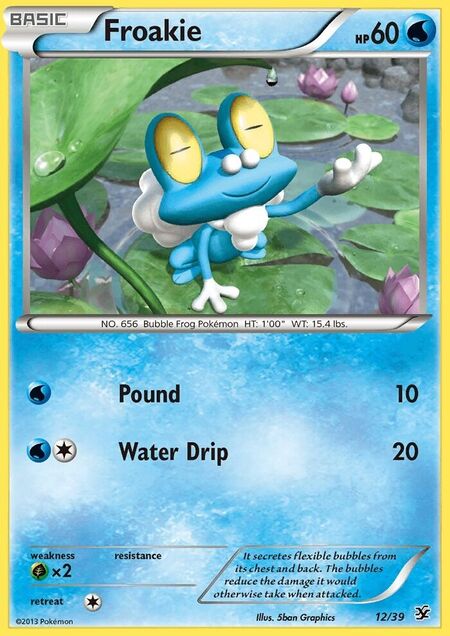 BASIC
Froakie HP60
NO. 656 Bubble Frog Pokémon HT: 1'00" WT: 15.4 lbs.
Pound 10
Water Drip 20
weakness resistance
×2
retreat
It secretes flexible bubbles from
its chest and back. The bubbles
reduce the damage it would
otherwise take when attacked.
©2013 Pokémon Illus. 5ban Graphics 12/39